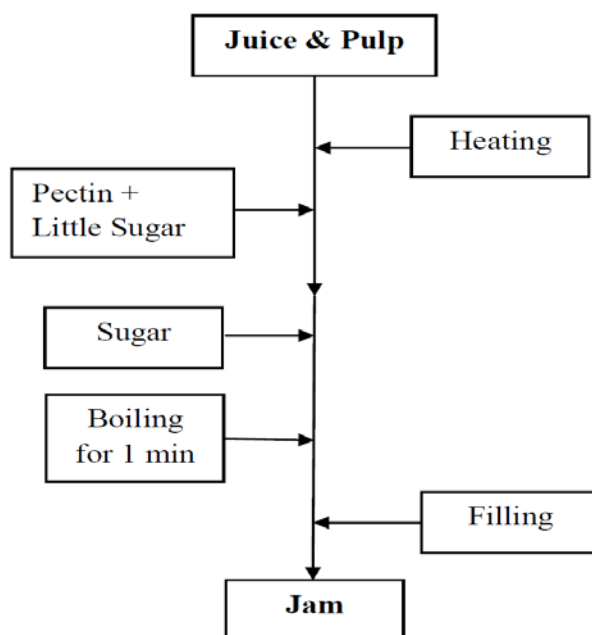 Juice & Pulp
Heating
Pectin +
Little Sugar
Sugar
Boiling
for 1 min
Filling
Jam